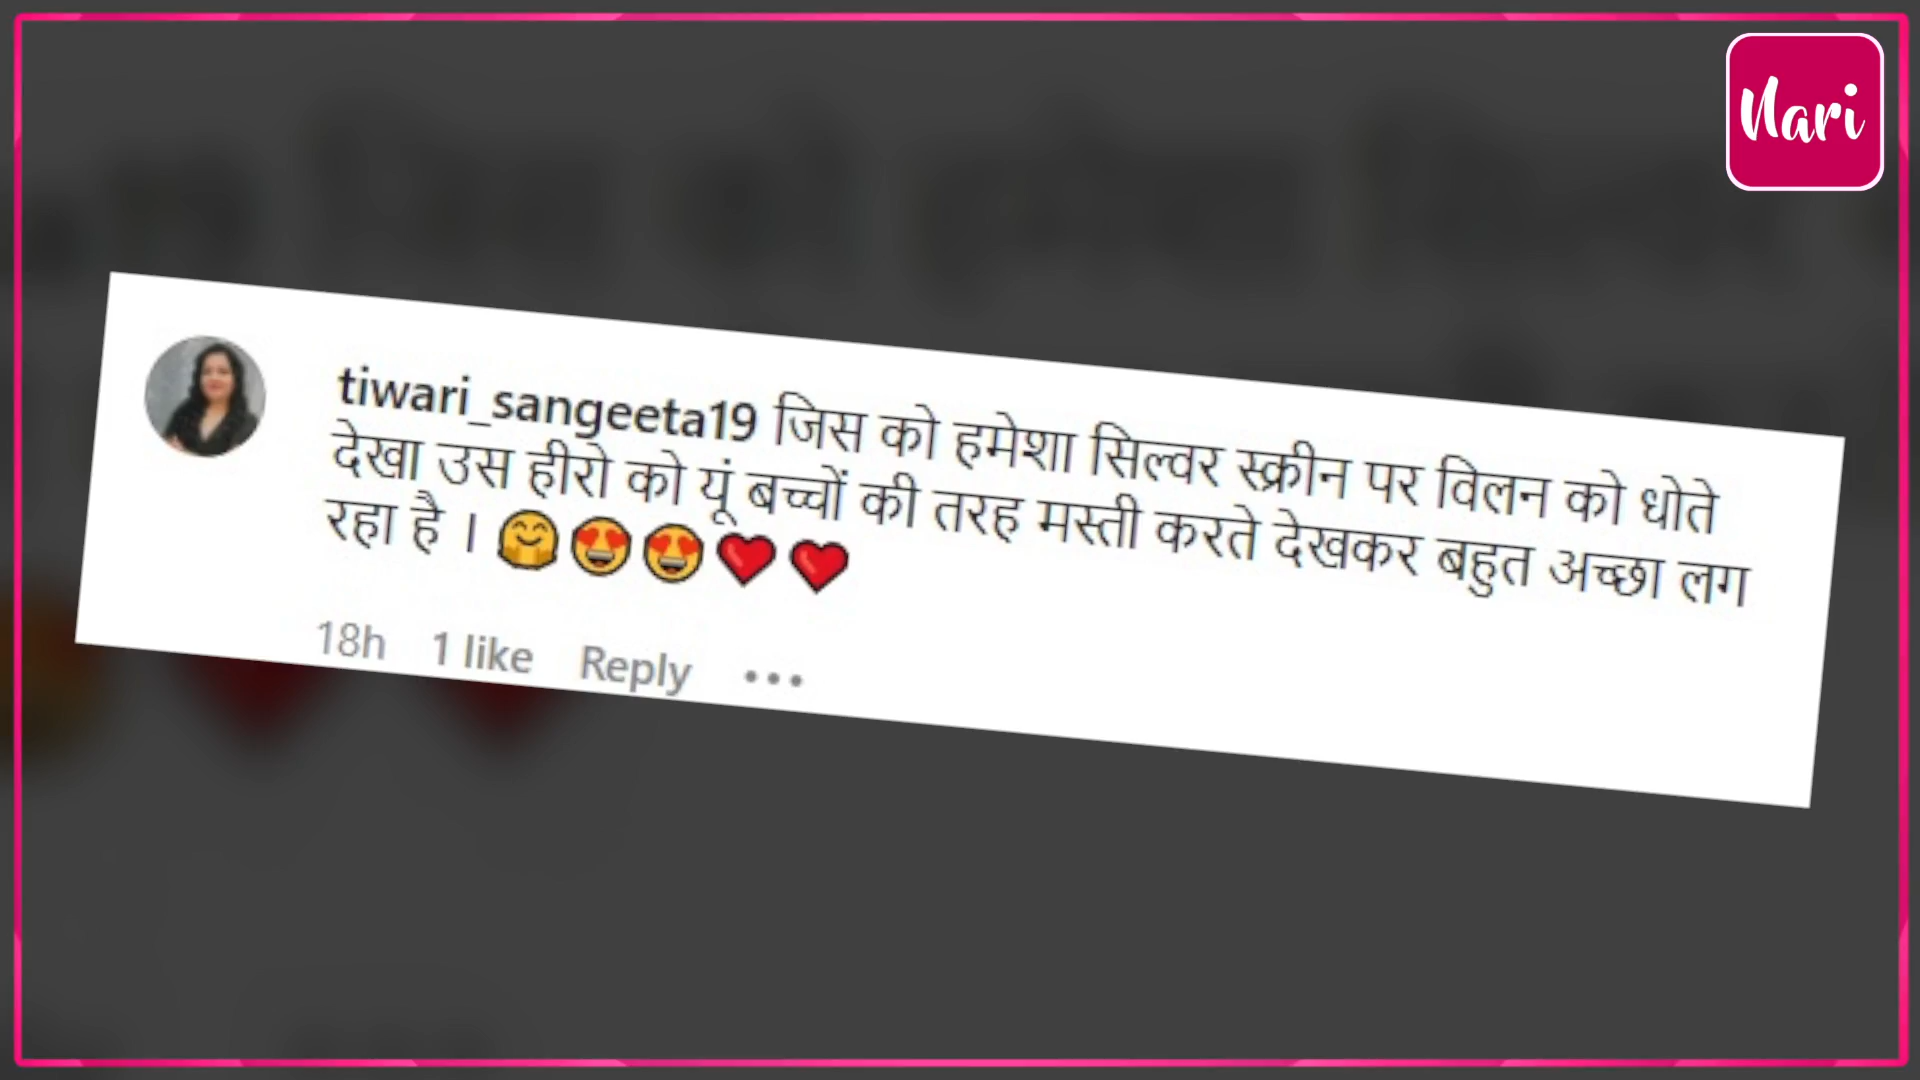 Nari
tiwari_sangeeta19 जिस को हमेशा सिल्वर स्क्रीन पर विलन को धोते
देखा उस हीरो को यूं बच्चों की तरह मस्ती करते देखकर बहुत अच्छा लग
रहा है । 🤗😍😍❤️❤️
18h 1 like Reply •••